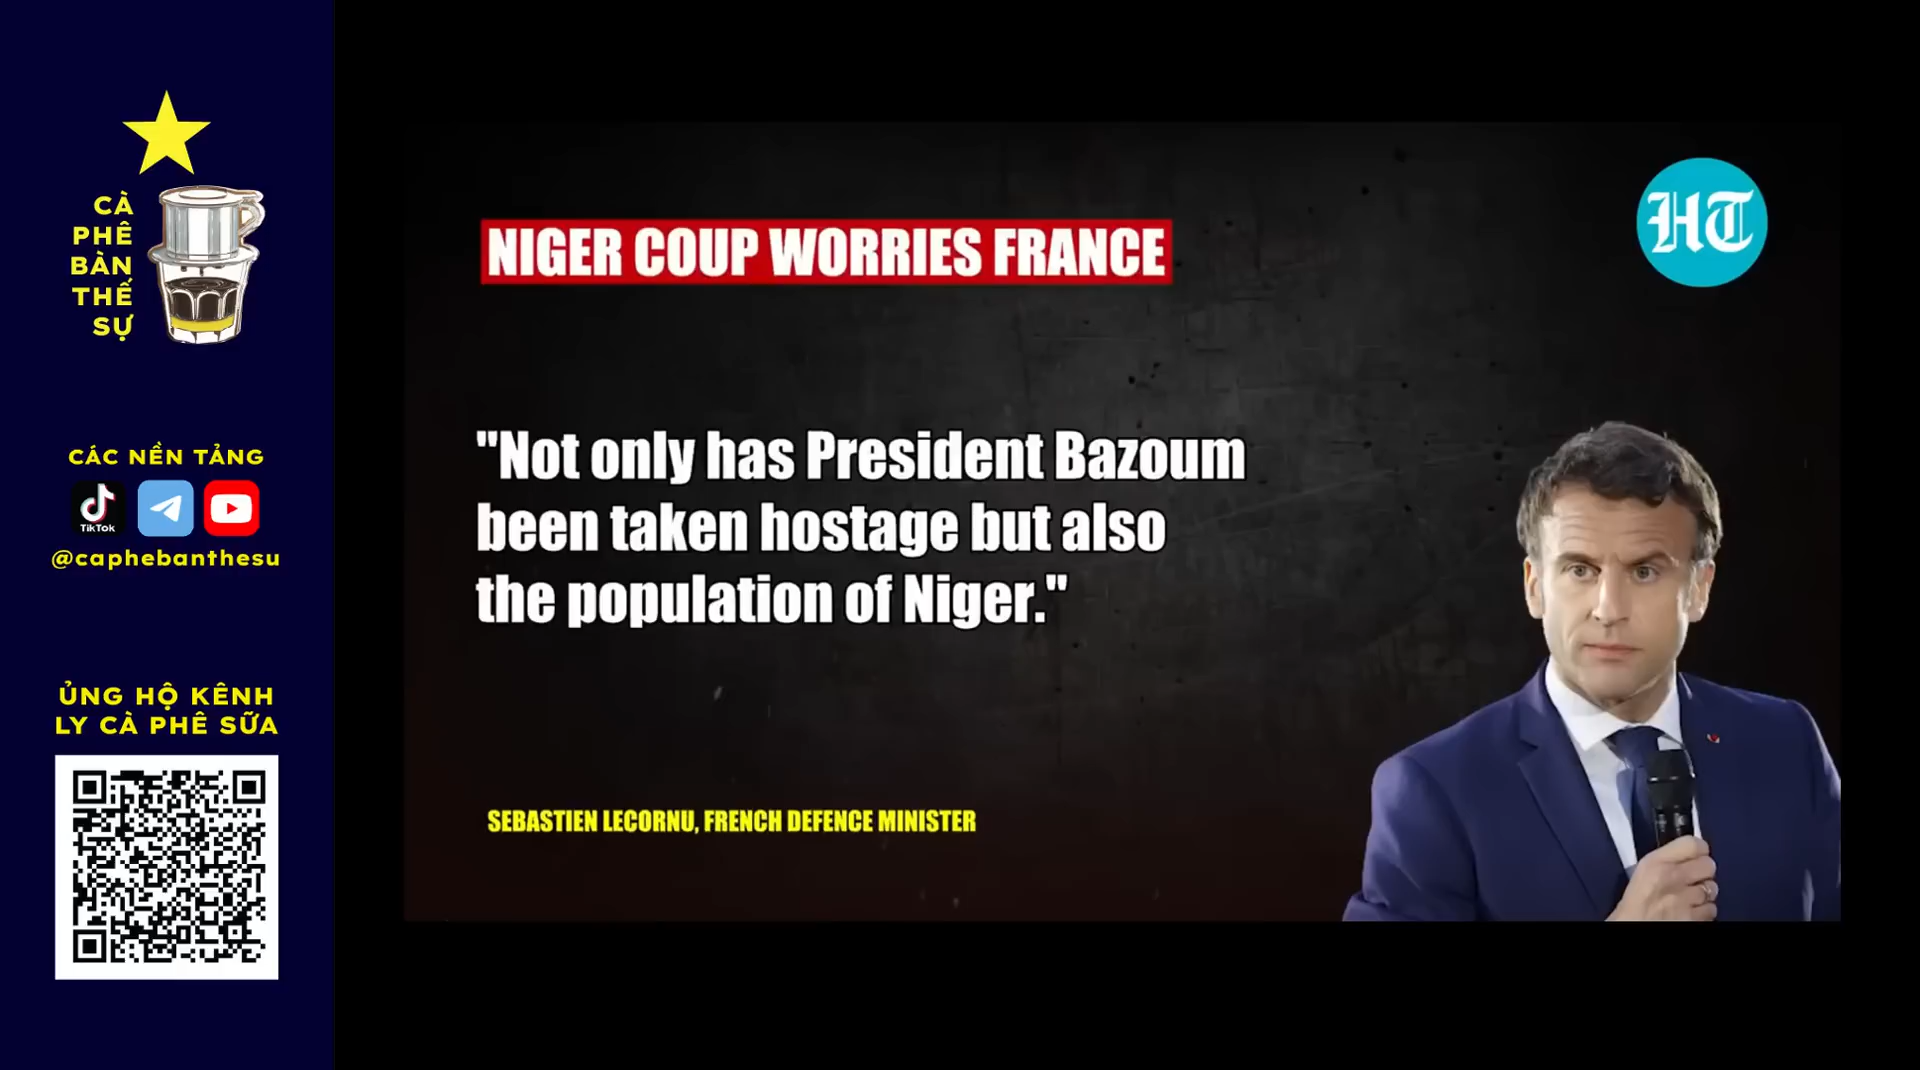 CÀ
PHÊ
BÀN
THẾ
SỰ
CÁC NỀN TẢNG
TikTok
@caphebanthesu
ỦNG HỘ KÊNH
LY CÀ PHÊ SỮA
HT
NIGER COUP WORRIES FRANCE
"Not only has President Bazoum
been taken hostage but also
the population of Niger."
SEBASTIEN LECORNU, FRENCH DEFENCE MINISTER